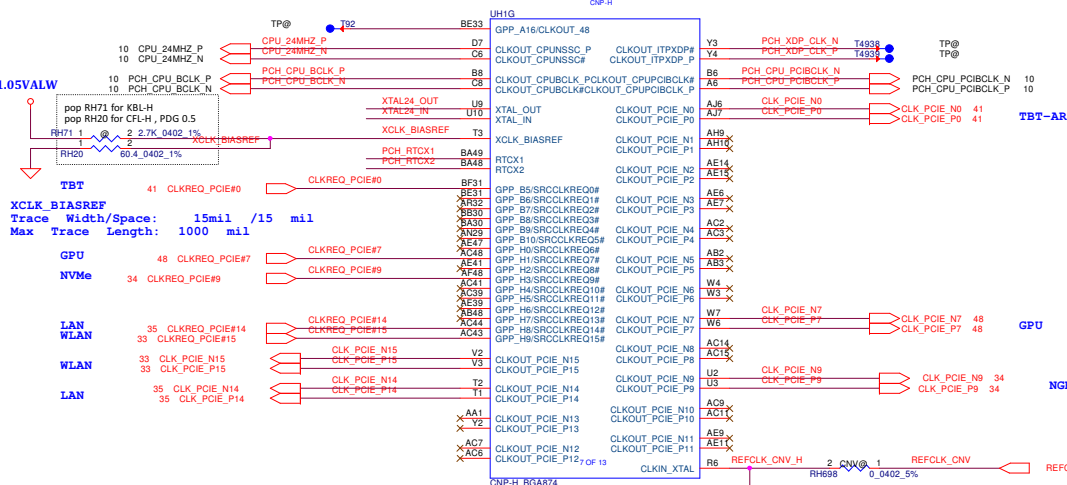 CNP-H
UH1G
TP@ T92 BE33 GPP_A16/CLKOUT_48
10 CPU_24MHZ_P CPU_24MHZ_P D7 CLKOUT_CPUNSSC_P CLKOUT_ITPXDP# Y3 PCH_XDP_CLK_N T4938 TP@
10 CPU_24MHZ_N CPU_24MHZ_N C6 CLKOUT_CPUNSSC# CLKOUT_ITPXDP_P Y4 PCH_XDP_CLK_P T4939 TP@
10 PCH_CPU_BCLK_P PCH_CPU_BCLK_P B8 CLKOUT_CPUBCLK_P CLKOUT_CPUPCIBCLK# B6 PCH_CPU_PCIBCLK_N PCH_CPU_PCIBCLK_N 10
10 PCH_CPU_BCLK_N PCH_CPU_BCLK_N C8 CLKOUT_CPUBCLK# CLKOUT_CPUPCIBCLK_P A6 PCH_CPU_PCIBCLK_P PCH_CPU_PCIBCLK_P 10
1.05VALW
pop RH71 for KBL-H
pop RH20 for CFL-H , PDG 0.5
XTAL24_OUT U9 XTAL_OUT CLKOUT_PCIE_N0 AJ6 CLK_PCIE_N0 CLK_PCIE_N0 41
XTAL24_IN U10 XTAL_IN CLKOUT_PCIE_P0 AJ7 CLK_PCIE_P0 CLK_PCIE_P0 41
TBT-AR
RH71 1 @ 2 2.7K_0402_1% XCLK_BIASREF XCLK_BIASREF T3 XCLK_BIASREF CLKOUT_PCIE_N1 AH9
RH20 1 2 60.4_0402_1% CLKOUT_PCIE_P1 AH10
PCH_RTCX1 BA49 RTCX1 CLKOUT_PCIE_N2 AE14
PCH_RTCX2 BA48 RTCX2 CLKOUT_PCIE_P2 AE15
TBT 41 CLKREQ_PCIE#0 CLKREQ_PCIE#0 BF31 GPP_B5/SRCCLKREQ0#
BE31 GPP_B6/SRCCLKREQ1# CLKOUT_PCIE_N3 AE6
AR32 GPP_B7/SRCCLKREQ2# CLKOUT_PCIE_P3 AE7
XCLK_BIASREF
Trace Width/Space: 15mil /15 mil
Max Trace Length: 1000 mil
BB30 GPP_B8/SRCCLKREQ3#
BA30 GPP_B9/SRCCLKREQ4# CLKOUT_PCIE_N4 AC2
AN29 GPP_B10/SRCCLKREQ5# CLKOUT_PCIE_P4 AC3
AE47 GPP_H0/SRCCLKREQ6#
GPU 48 CLKREQ_PCIE#7 CLKREQ_PCIE#7 AC48 GPP_H1/SRCCLKREQ7# CLKOUT_PCIE_N5 AB2
AE41 GPP_H2/SRCCLKREQ8# CLKOUT_PCIE_P5 AB3
NVMe 34 CLKREQ_PCIE#9 CLKREQ_PCIE#9 AF48 GPP_H3/SRCCLKREQ9#
AC41 GPP_H4/SRCCLKREQ10# CLKOUT_PCIE_N6 W4
AC39 GPP_H5/SRCCLKREQ11# CLKOUT_PCIE_P6 W3
AE39 GPP_H6/SRCCLKREQ12#
AB48 GPP_H7/SRCCLKREQ13# CLKOUT_PCIE_N7 W7 CLK_PCIE_N7 CLK_PCIE_N7 48
LAN 35 CLKREQ_PCIE#14 CLKREQ_PCIE#14 AC44 GPP_H8/SRCCLKREQ14# CLKOUT_PCIE_P7 W6 CLK_PCIE_P7 CLK_PCIE_P7 48
GPU
WLAN 33 CLKREQ_PCIE#15 CLKREQ_PCIE#15 AC43 GPP_H9/SRCCLKREQ15#
CLKOUT_PCIE_N8 AC14
33 CLK_PCIE_N15 CLK_PCIE_N15 V2 CLKOUT_PCIE_N15 CLKOUT_PCIE_P8 AC15
WLAN 33 CLK_PCIE_P15 CLK_PCIE_P15 V3 CLKOUT_PCIE_P15
CLKOUT_PCIE_N9 U2 CLK_PCIE_N9 CLK_PCIE_N9 34
35 CLK_PCIE_N14 CLK_PCIE_N14 T2 CLKOUT_PCIE_N14 CLKOUT_PCIE_P9 U3 CLK_PCIE_P9 CLK_PCIE_P9 34
LAN 35 CLK_PCIE_P14 CLK_PCIE_P14 T1 CLKOUT_PCIE_P14
CLKOUT_PCIE_N10 AC9
AA1 CLKOUT_PCIE_N13 CLKOUT_PCIE_P10 AC11
Y2 CLKOUT_PCIE_P13
CLKOUT_PCIE_N11 AE9
AC7 CLKOUT_PCIE_N12 CLKOUT_PCIE_P11 AE11
AC6 CLKOUT_PCIE_P12 7 OF 13
CLKIN_XTAL R6 REFCLK_CNV_H 2 CNV@ 1 REFCLK_CNV
RH698 0_0402_5%
CNP-H_BGA874